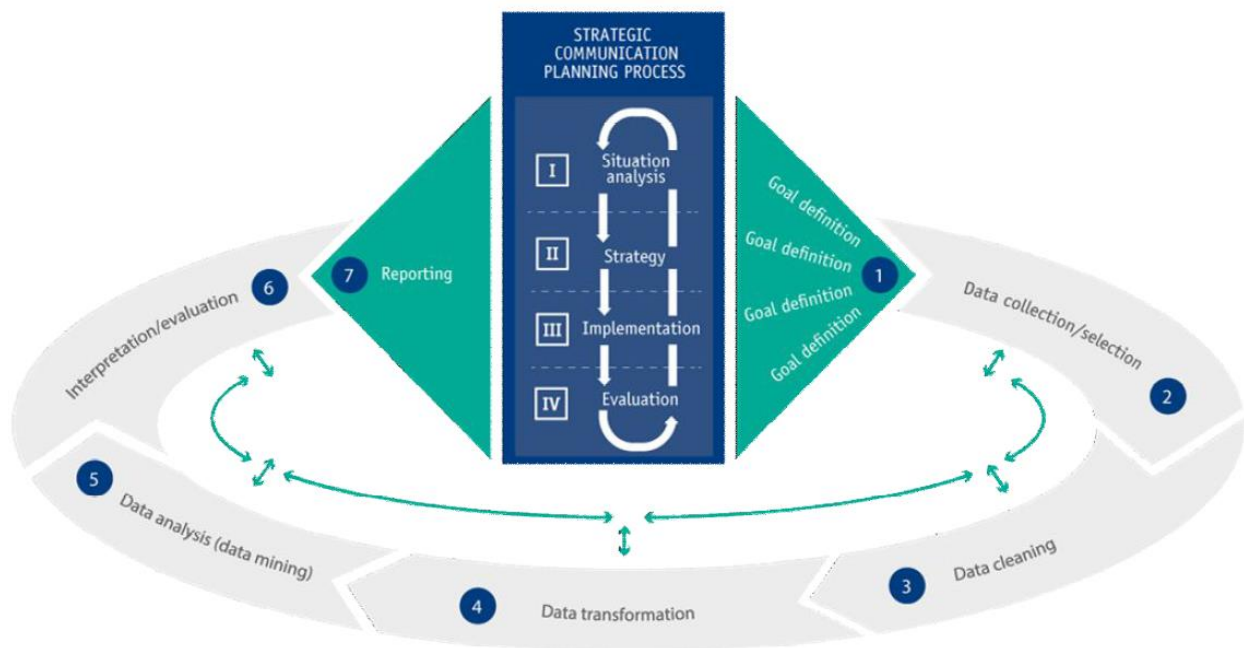 STRATEGIC
COMMUNICATION
PLANNING PROCESS
I
Situation
analysis
II
Strategy
III
Implementation
IV
Evaluation
Goal definition
Goal definition
Goal definition
Goal definition
1
Data collection/selection
2
3
Data cleaning
4
Data transformation
5
Data analysis (data mining)
6
Interpretation/evaluation
7
Reporting